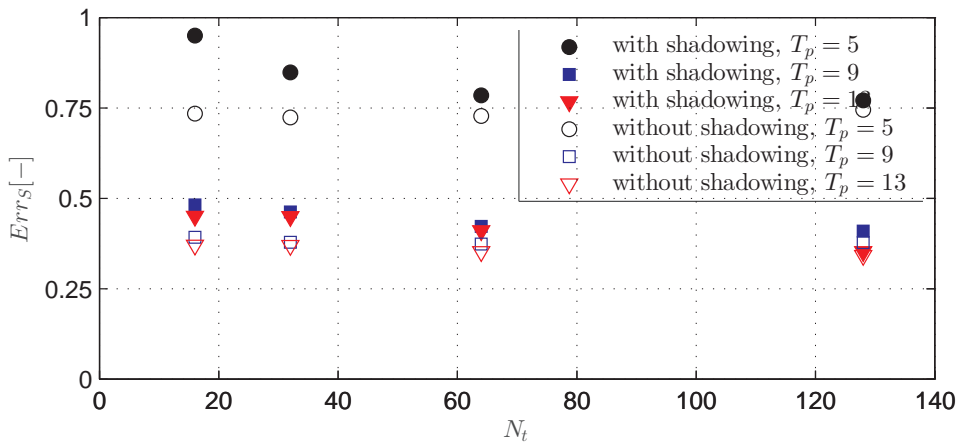 1
0.75
0.5
0.25
0
0 20 40 60 80 100 120 140
Err_S[−]
N_t
with shadowing, T_p = 5
with shadowing, T_p = 9
with shadowing, T_p = 13
without shadowing, T_p = 5
without shadowing, T_p = 9
without shadowing, T_p = 13